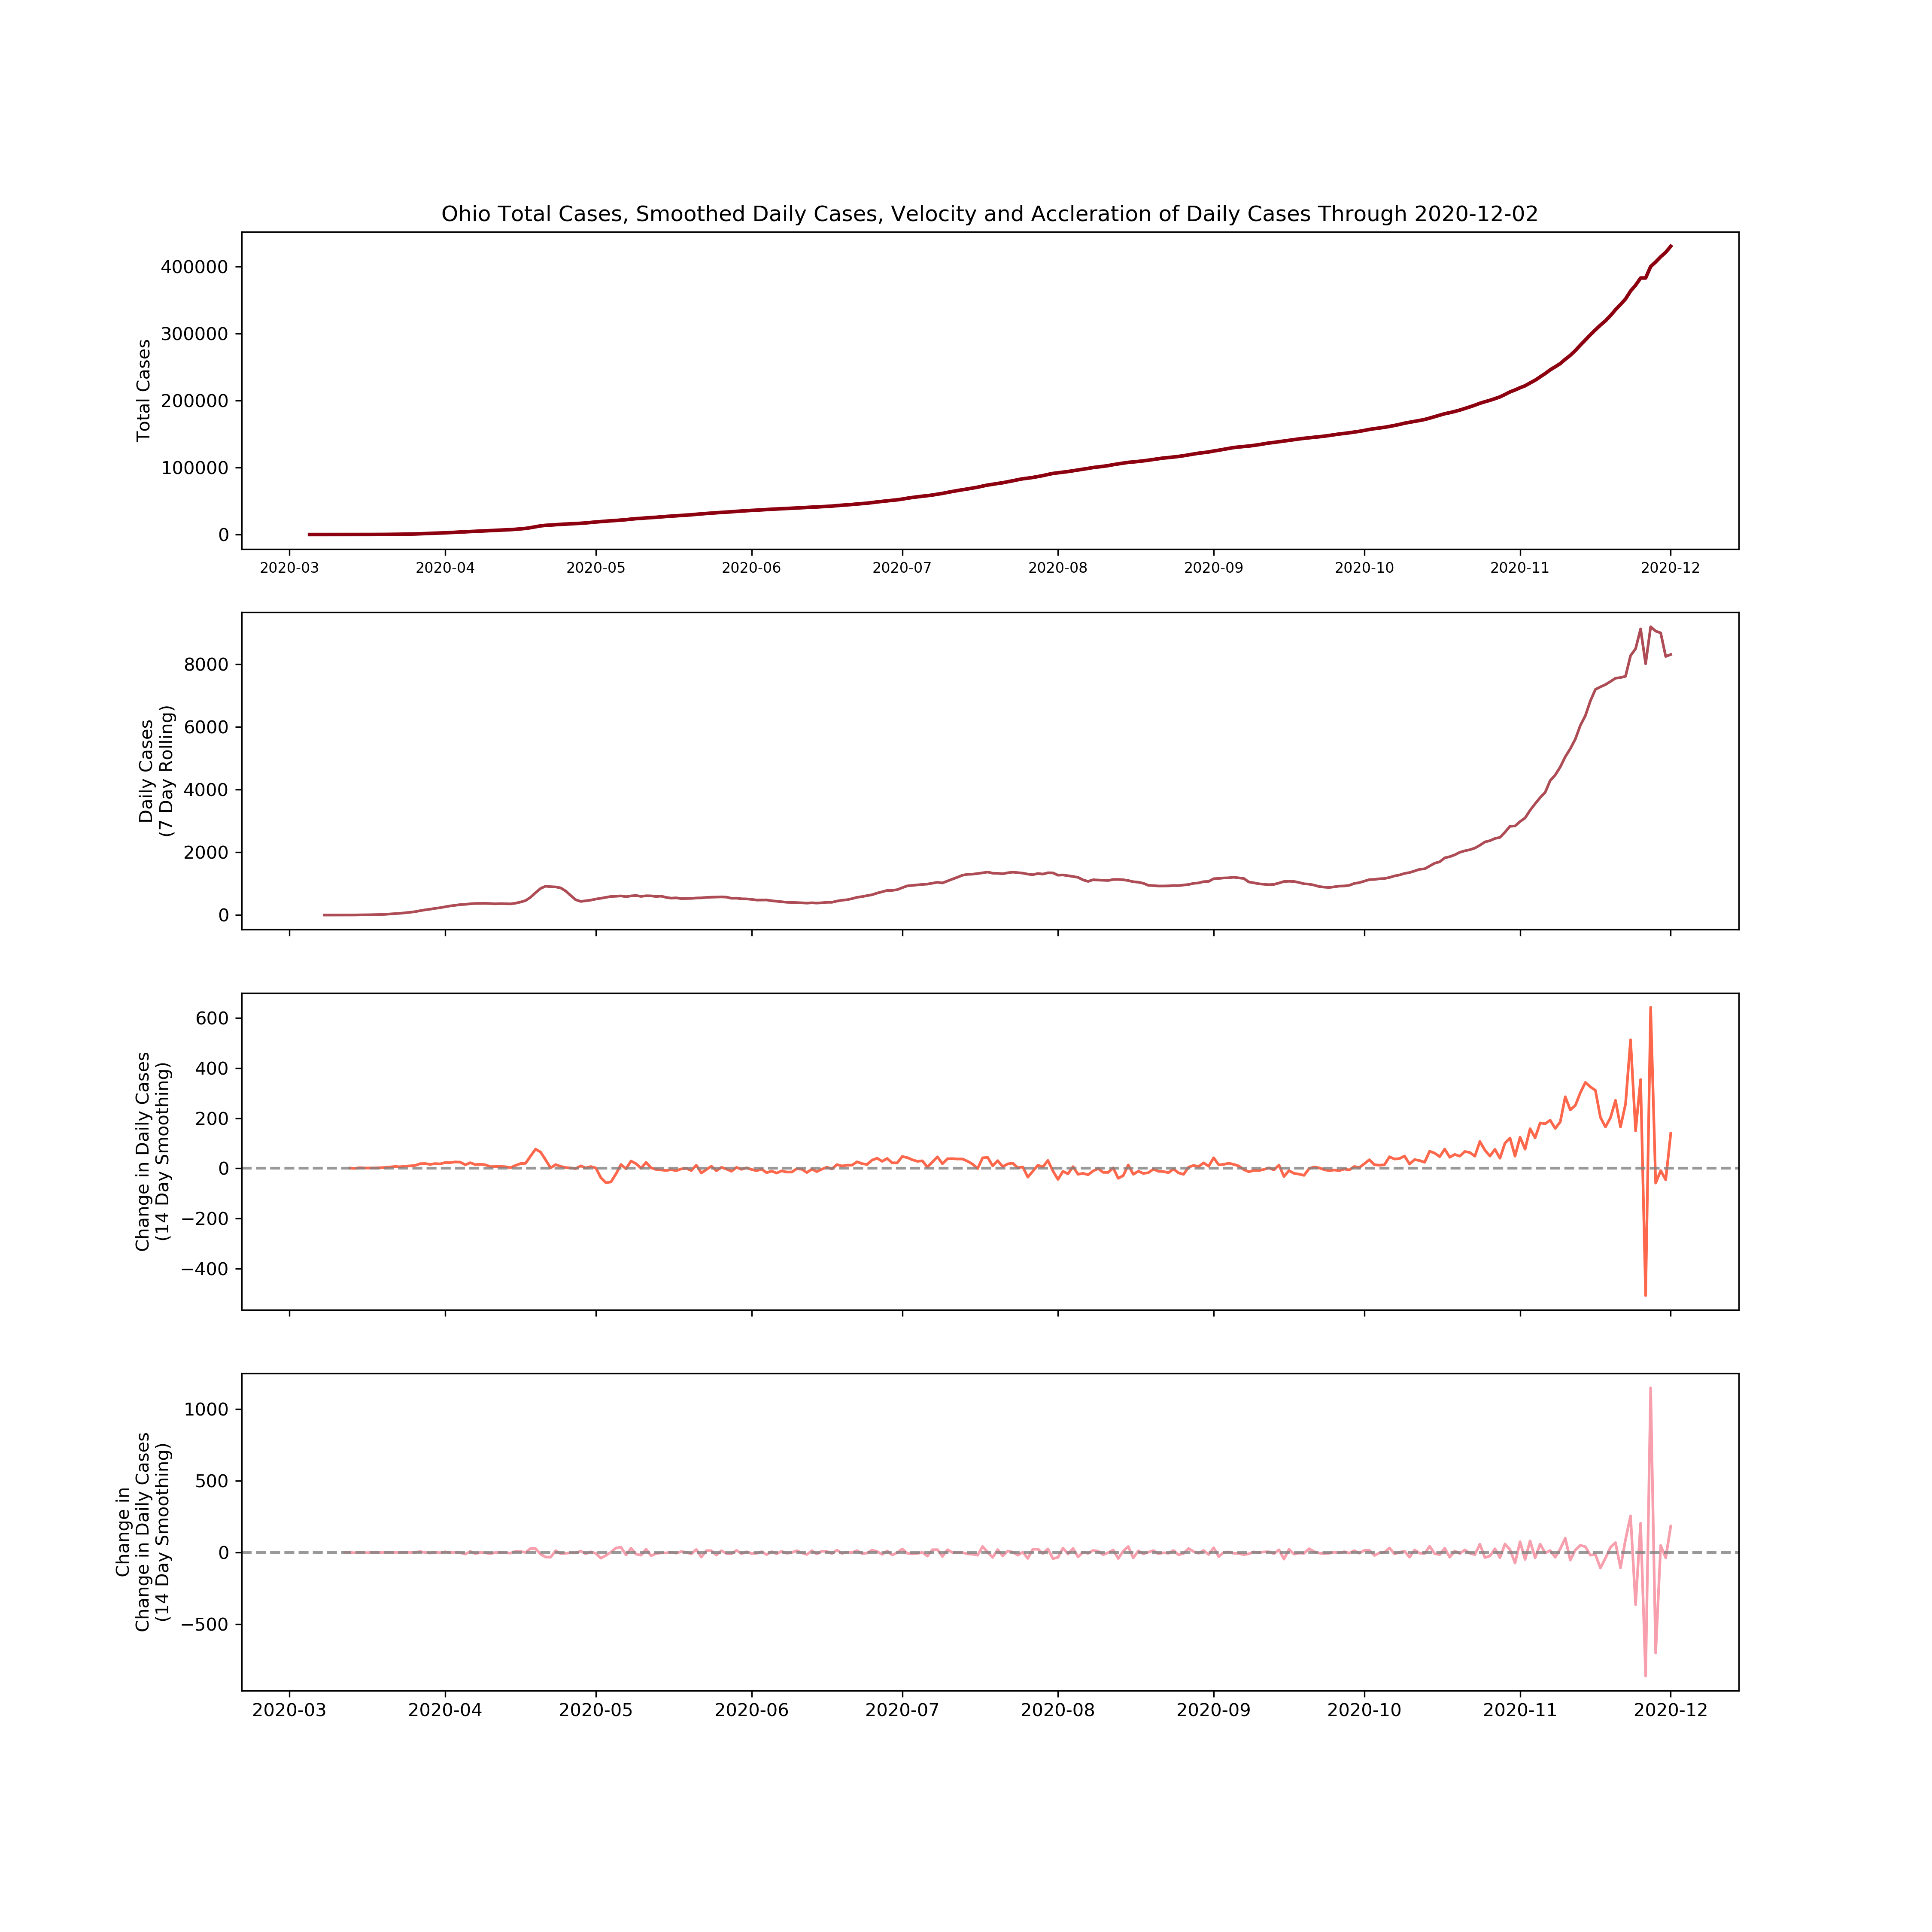 Ohio Total Cases, Smoothed Daily Cases, Velocity and Accleration of Daily Cases Through 2020-12-02
Total Cases
400000
300000
200000
100000
0
2020-03 2020-04 2020-05 2020-06 2020-07 2020-08 2020-09 2020-10 2020-11 2020-12
Daily Cases
(7 Day Rolling)
8000
6000
4000
2000
0
Change in Daily Cases
(14 Day Smoothing)
600
400
200
0
−200
−400
Change in
Change in Daily Cases
(14 Day Smoothing)
1000
500
0
−500
2020-03 2020-04 2020-05 2020-06 2020-07 2020-08 2020-09 2020-10 2020-11 2020-12